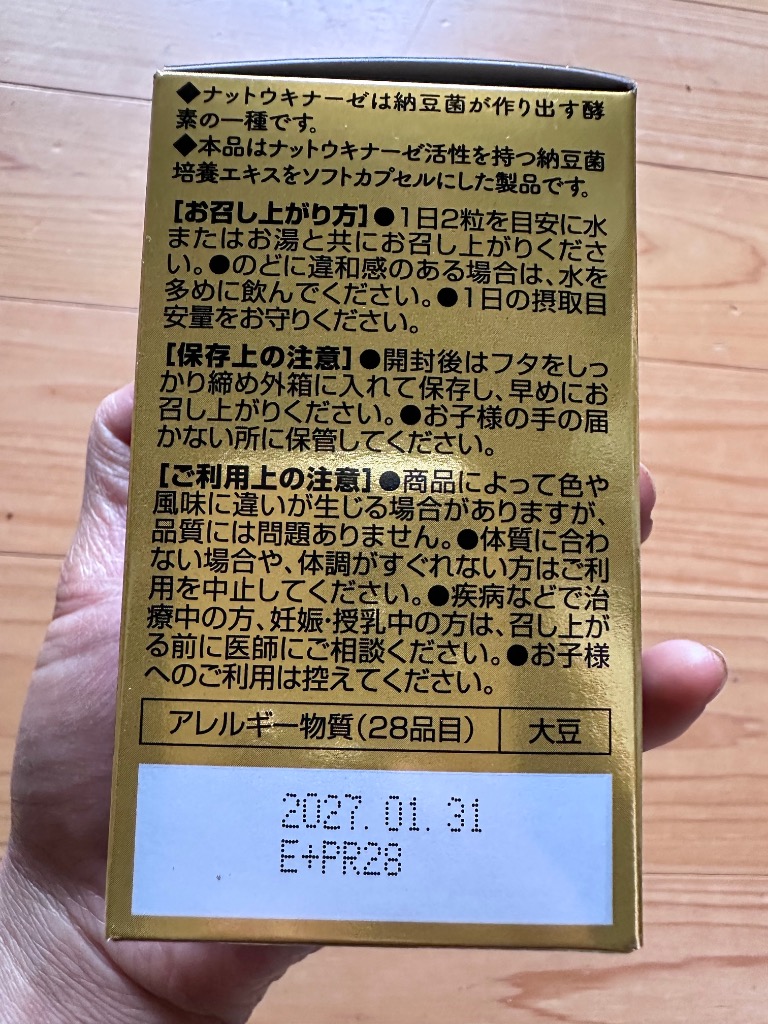 ◆ナットウキナーゼは納豆菌が作り出す酵
素の一種です。
◆本品はナットウキナーゼ活性を持つ納豆菌
培養エキスをソフトカプセルにした製品です。
[お召し上がり方]●1日2粒を目安に水
またはお湯と共にお召し上がりくださ
い。●のどに違和感のある場合は、水を
多めに飲んでください。●1日の摂取目
安量をお守りください。
[保存上の注意]●開封後はフタをしっ
かり締め外箱に入れて保存し、早めにお
召し上がりください。●お子様の手の届
かない所に保管してください。
[ご利用上の注意]●商品によって色や
風味に違いが生じる場合がありますが、
品質には問題ありません。●体質に合わ
ない場合や、体調がすぐれない方はご利
用を中止してください。●疾病などで治
療中の方、妊娠・授乳中の方は、召し上が
る前に医師にご相談ください。●お子様
へのご利用は控えてください。
アレルギー物質(28品目) 大豆
2027.01.31
E+PR28